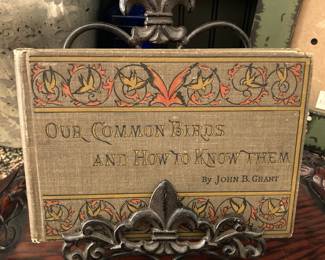 OUR COMMON BIRDS
AND HOW TO KNOW THEM
BY JOHN B. GRANT